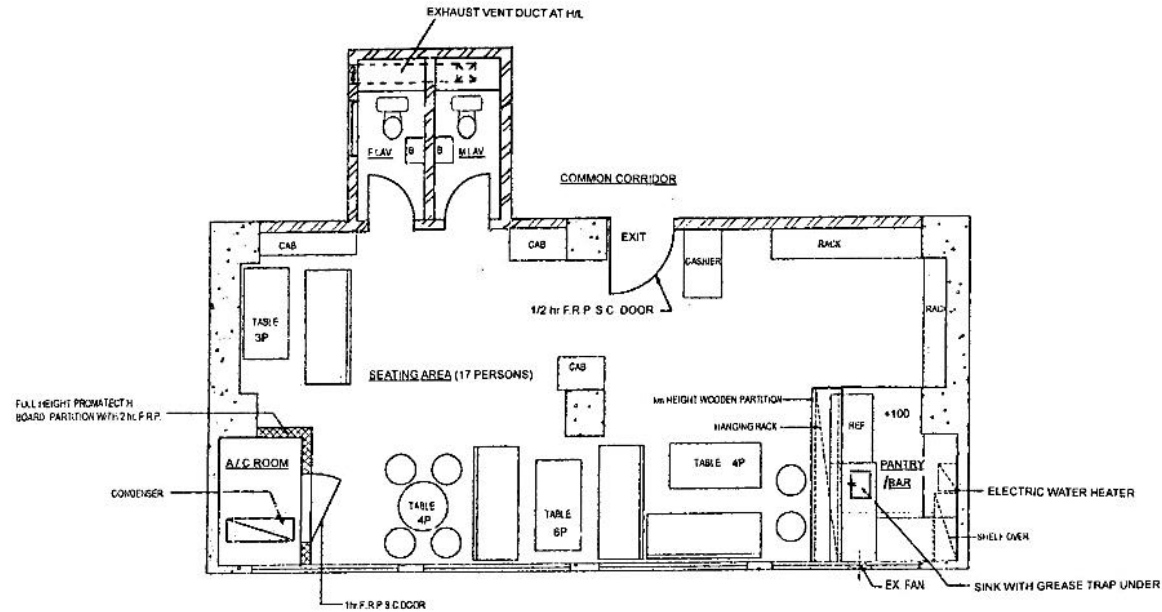 EXHAUST VENT DUCT AT H/L
F.LAV
B
B
M.LAV
COMMON CORRIDOR
CAB
CAB
EXIT
CASHIER
RACK
1/2 hr F.R.P S.C DOOR
RACK
TABLE
3P
SEATING AREA (17 PERSONS)
CAB
FULL HEIGHT PROMATECT H
BOARD PARTITION WITH 2 hr. F.R.P.
HEIGHT WOODEN PARTITION
HANGING RACK
REF
+100
A / C ROOM
TABLE 4P
PANTRY
/BAR
CONDENSER
TABLE
4P
TABLE
6P
ELECTRIC WATER HEATER
SHELF OVER
EX FAN
SINK WITH GREASE TRAP UNDER
1hr F.R.P S C DOOR